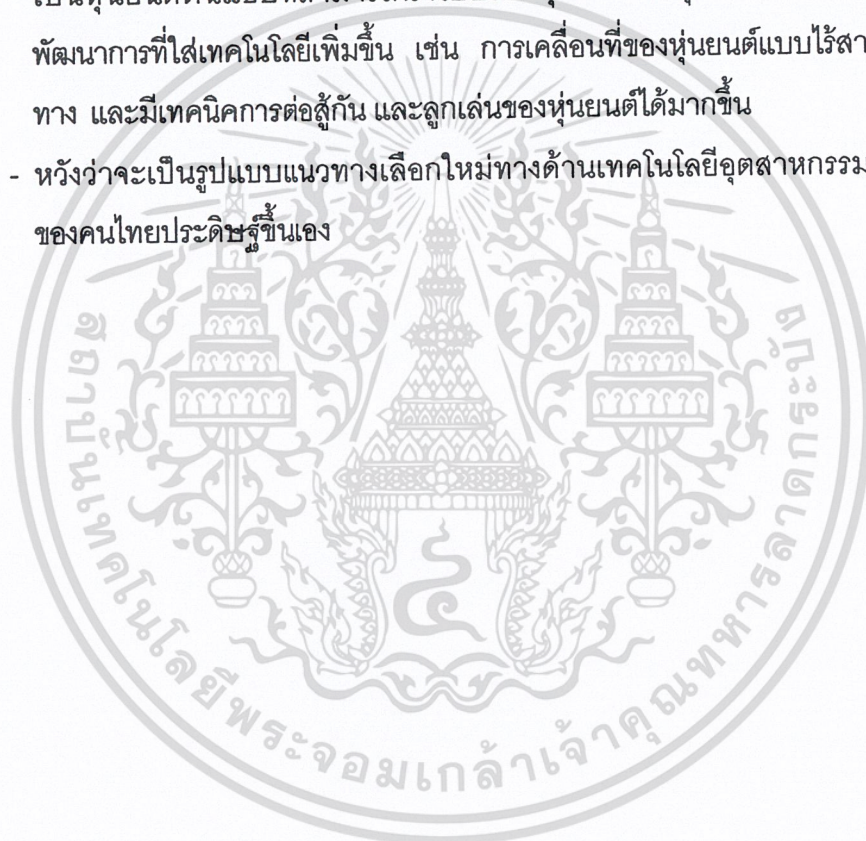 พัฒนาการที่ใส่เทคโนโลยีเพิ่มขึ้น เช่น การเคลื่อนที่ของหุ่นยนต์แบบไร้สา
ทาง และมีเทคนิคการต่อสู้กัน และลูกเล่นของหุ่นยนต์ได้มากขึ้น
- หวังว่าจะเป็นรูปแบบแนวทางเลือกใหม่ทางด้านเทคโนโลยีอุตสาหกรรม
ของคนไทยประดิษฐ์ขึ้นเอง
สถาบันเทคโนโลยีพระจอมเกล้าเจ้าคุณทหารลาดกระบัง